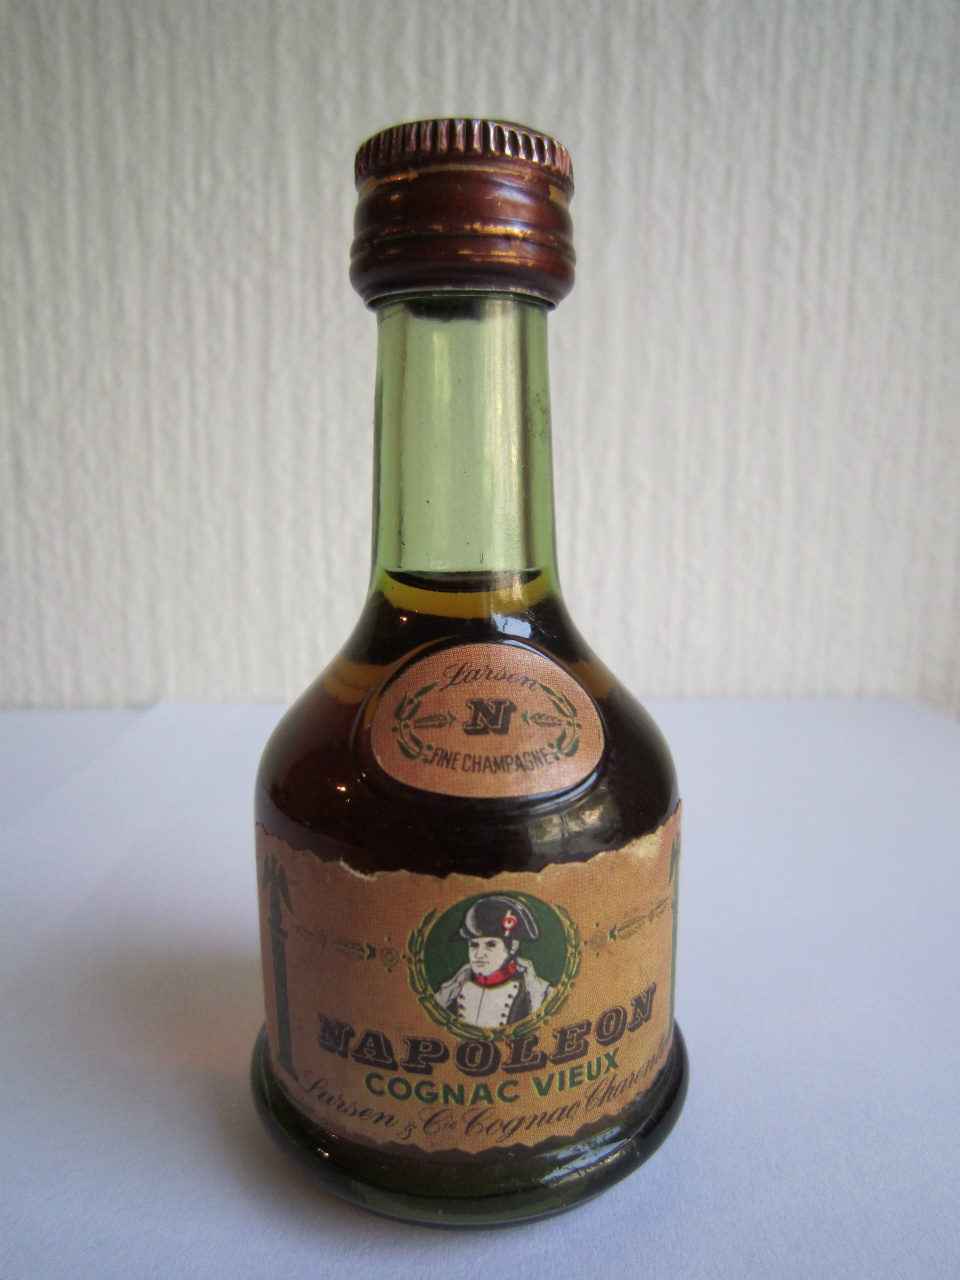 Larsen
N
FINE CHAMPAGNE
NAPOLEON
COGNAC VIEUX
Larsen & Cie Cognac